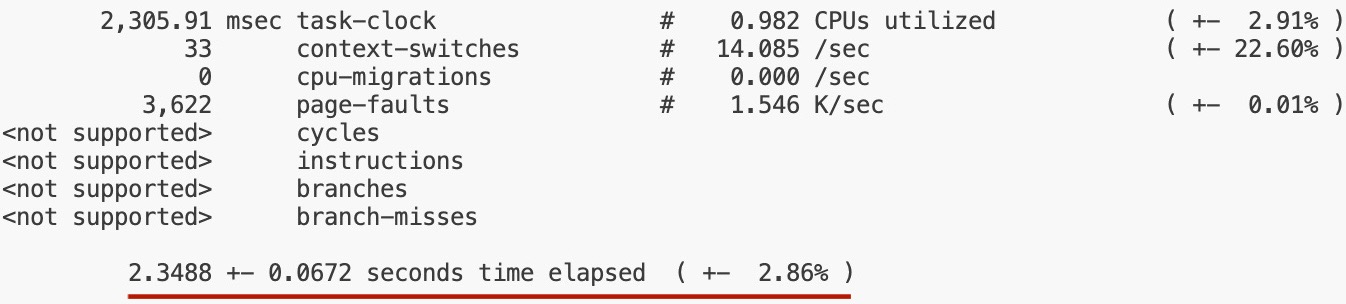 2,305.91 msec task-clock # 0.982 CPUs utilized ( +- 2.91% )
33 context-switches # 14.085 /sec ( +- 22.60% )
0 cpu-migrations # 0.000 /sec
3,622 page-faults # 1.546 K/sec ( +- 0.01% )
<not supported> cycles
<not supported> instructions
<not supported> branches
<not supported> branch-misses
2.3488 +- 0.0672 seconds time elapsed ( +- 2.86% )